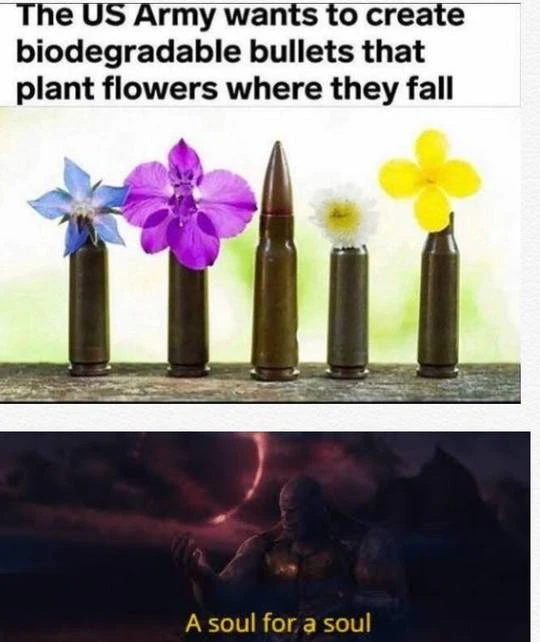 The US Army wants to create
biodegradable bullets that
plant flowers where they fall
A soul for a soul